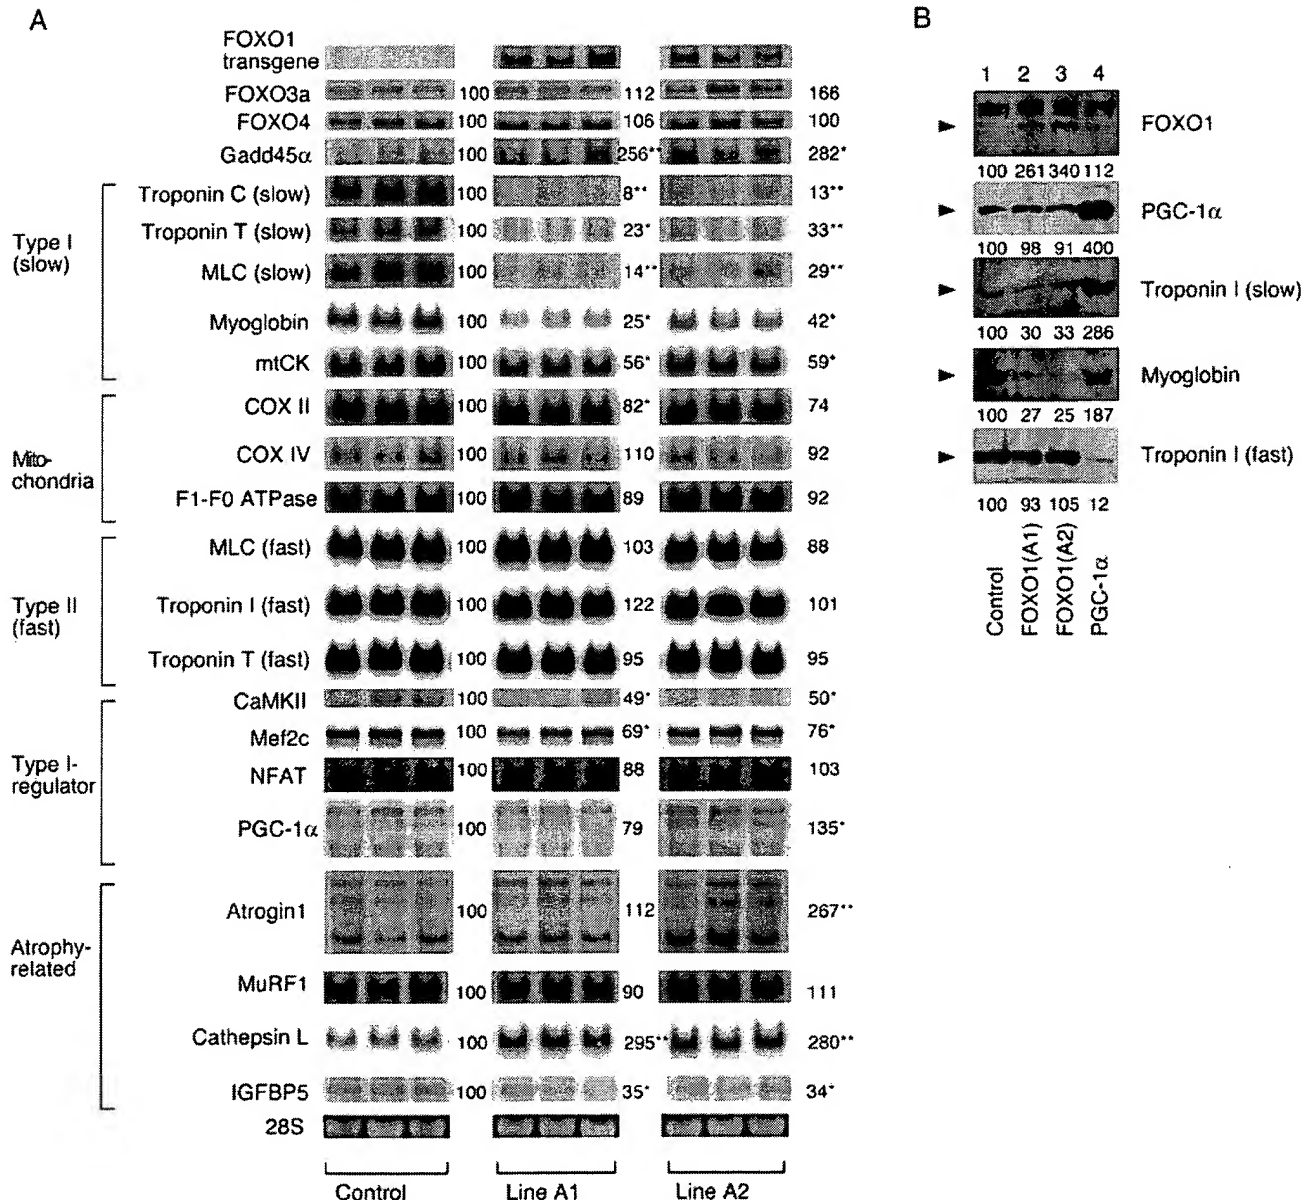 A
FOXO1
transgene
FOXO3a 100 112 166
FOXO4 100 106 100
Gadd45α 100 256** 282*
Type I
(slow)
Troponin C (slow) 100 8** 13**
Troponin T (slow) 100 23* 33**
MLC (slow) 100 14** 29**
Myoglobin 100 25* 42*
mtCK 100 56* 59*
Mito-
chondria
COX II 100 82* 74
COX IV 100 110 92
F1-F0 ATPase 100 89 92
Type II
(fast)
MLC (fast) 100 103 88
Troponin I (fast) 100 122 101
Troponin T (fast) 100 95 95
Type I-
regulator
CaMKII 100 49* 50*
Mef2c 100 69* 76*
NFAT 100 88 103
PGC-1α 100 79 135*
Atrophy-
related
Atrogin1 100 112 267**
MuRF1 100 90 111
Cathepsin L 100 295** 280**
IGFBP5 100 35* 34*
28S
Control Line A1 Line A2
B
1 2 3 4
FOXO1
100 261 340 112
PGC-1α
100 98 91 400
Troponin I (slow)
100 30 33 286
Myoglobin
100 27 25 187
Troponin I (fast)
100 93 105 12
Control
FOXO1(A1)
FOXO1(A2)
PGC-1α